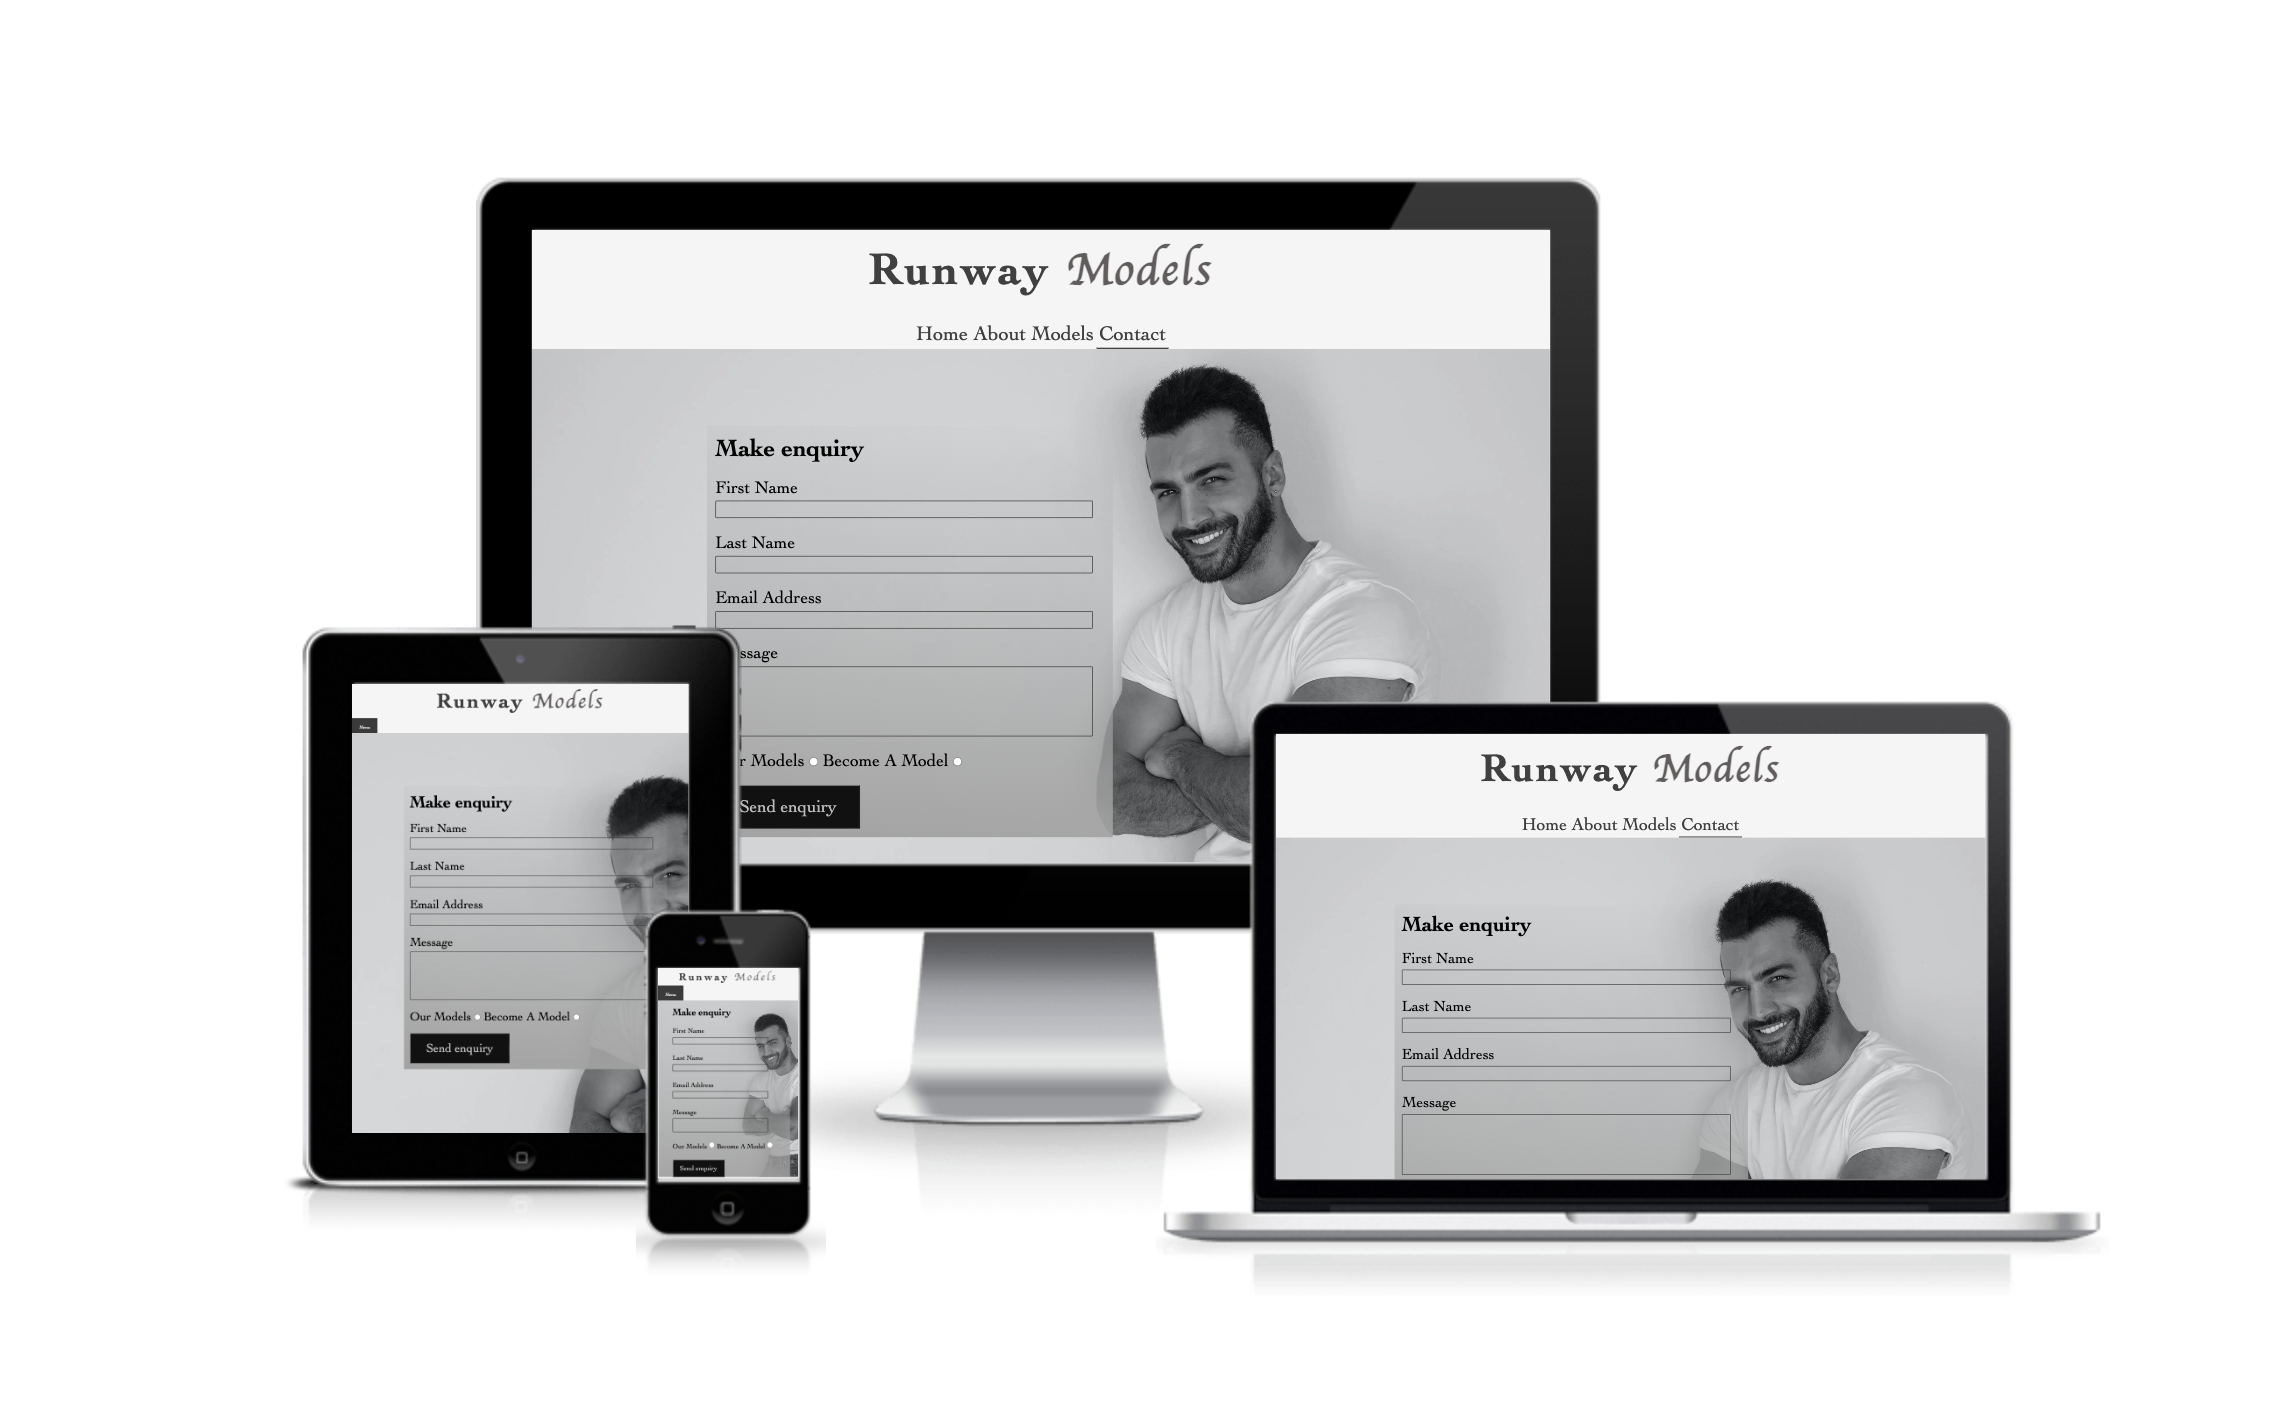 Runway Models
Home About Models Contact
Make enquiry
First Name
Last Name
Email Address
ssage
r Models Become A Model
Send enquiry
Runway Models
Menu
Make enquiry
First Name
Last Name
Email Address
Message
Our Models Become A Model
Send enquiry
Runway Models
Menu
Make enquiry
First Name
Last Name
Email Address
Message
Our Models Become A Model
Send enquiry
Runway Models
Home About Models Contact
Make enquiry
First Name
Last Name
Email Address
Message